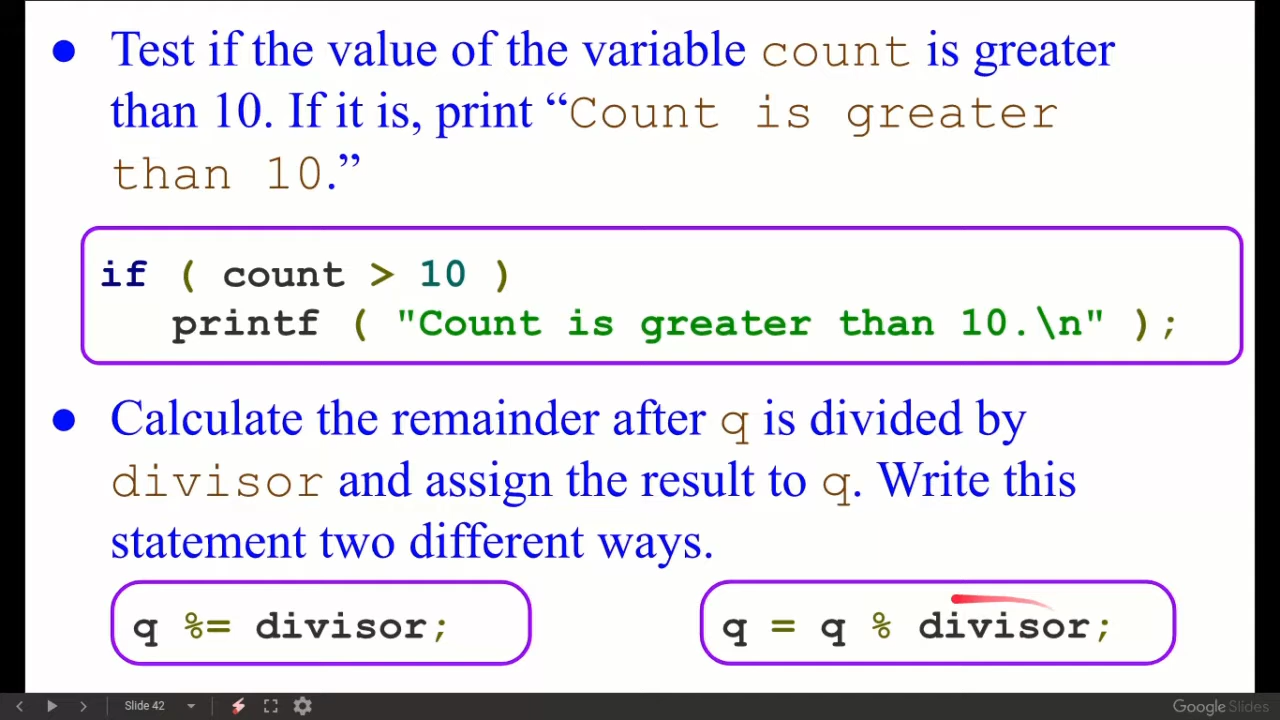 ● Test if the value of the variable count is greater
than 10. If it is, print “Count is greater
than 10.”
if ( count > 10 )
printf ( "Count is greater than 10.\n" );
● Calculate the remainder after q is divided by
divisor and assign the result to q. Write this
statement two different ways.
q %= divisor;
q = q % divisor;
Slide 42
Google Slides